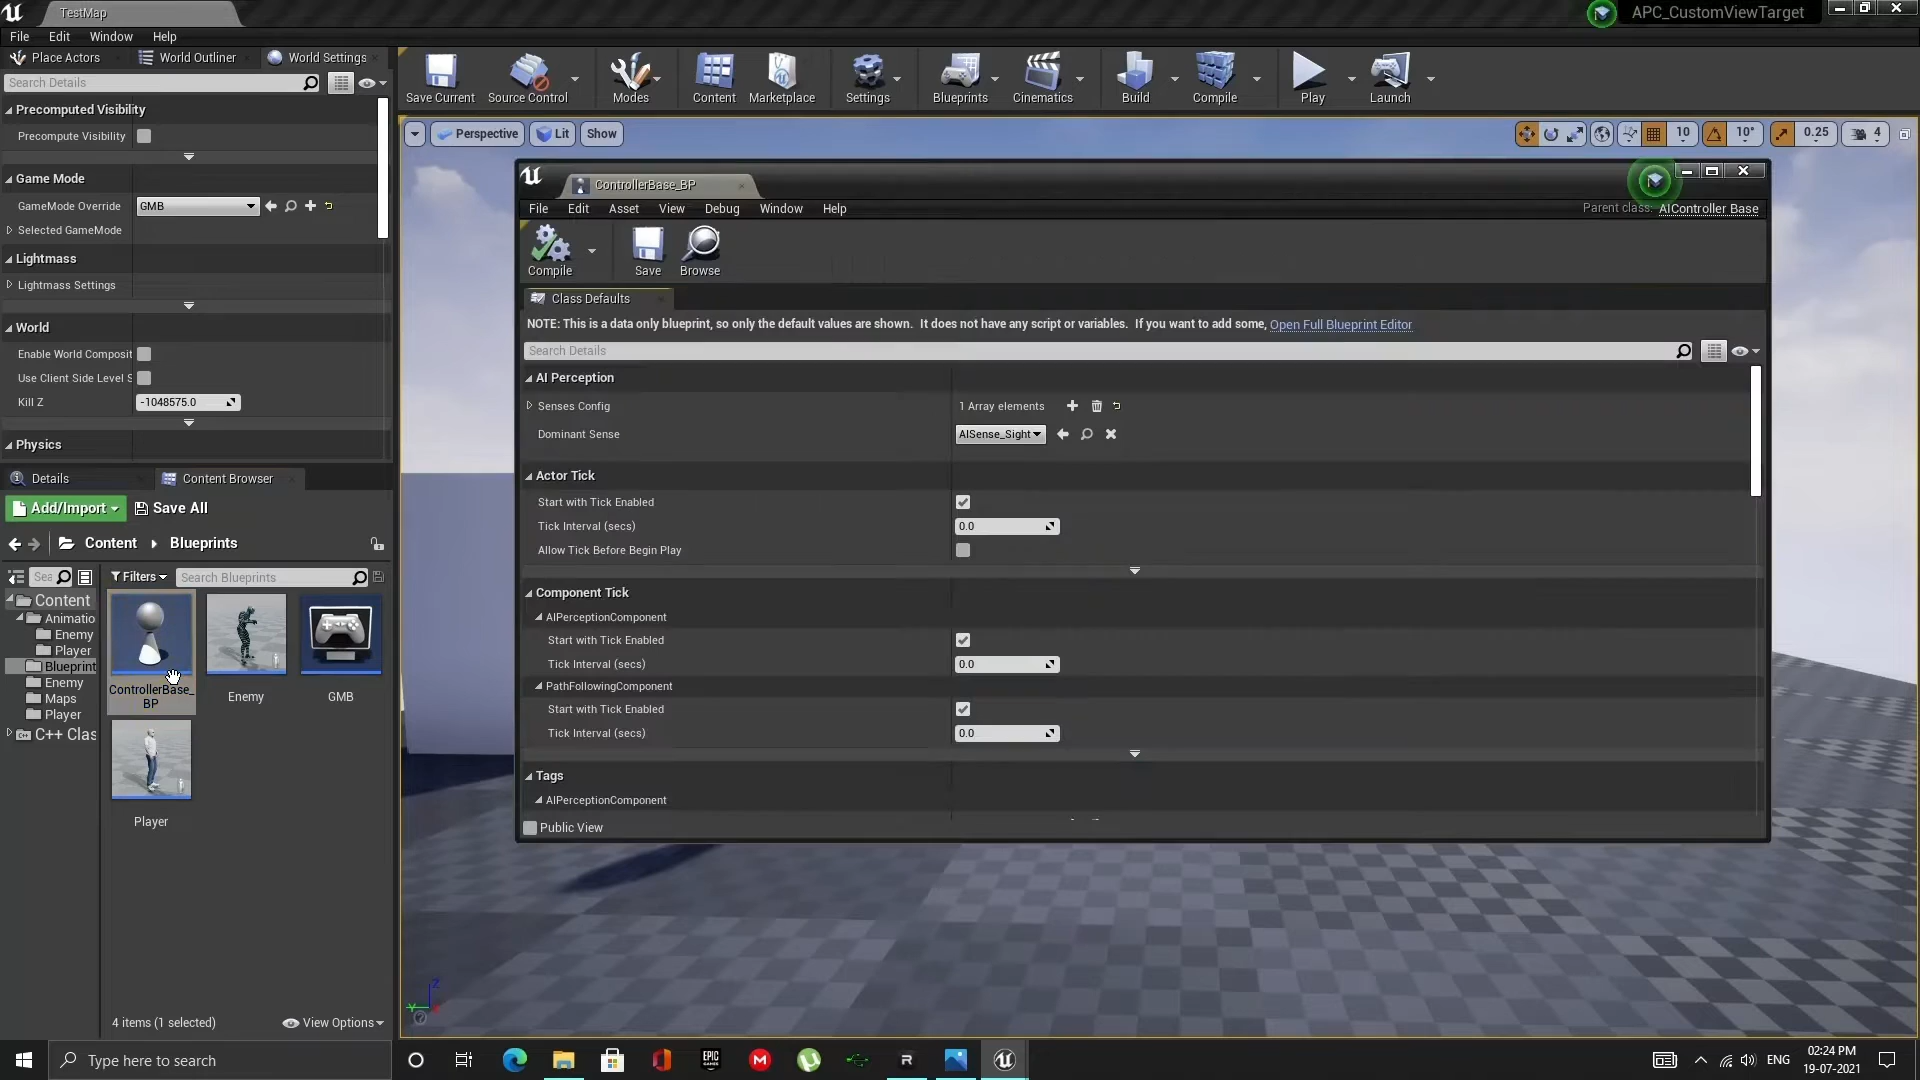 TestMap
APC_CustomViewTarget
File Edit Window Help
Place Actors World Outliner World Settings
Search Details
Precomputed Visibility
Precompute Visibility
Game Mode
GameMode Override GMB
Selected GameMode
Lightmass
Lightmass Settings
World
Enable World Composit
Use Client Side Level S
Kill Z -1048575.0
Physics
Save Current Source Control Modes Content Marketplace Settings Blueprints Cinematics Build Compile Play Launch
Perspective Lit Show
10 10° 0.25 4
ControllerBase_BP
File Edit Asset View Debug Window Help
Parent class: AIController Base
Compile Save Browse
Class Defaults
NOTE: This is a data only blueprint, so only the default values are shown. It does not have any script or variables. If you want to add some, Open Full Blueprint Editor
Search Details
AI Perception
Senses Config 1 Array elements
Dominant Sense AISense_Sight
Actor Tick
Start with Tick Enabled
Tick Interval (secs) 0.0
Allow Tick Before Begin Play
Component Tick
AIPerceptionComponent
Start with Tick Enabled
Tick Interval (secs) 0.0
PathFollowingComponent
Start with Tick Enabled
Tick Interval (secs) 0.0
Tags
AIPerceptionComponent
Public View
Details Content Browser
Add/Import Save All
Content Blueprints
Sea Filters Search Blueprints
Content
Animatio
Enemy
Player
Blueprint
Enemy
Maps
Player
C++ Clas
ControllerBase_
BP
Enemy
GMB
Player
4 items (1 selected) View Options
Z
Type here to search
EPIC
GAMES
M
R
ENG
02:24 PM
19-07-2021